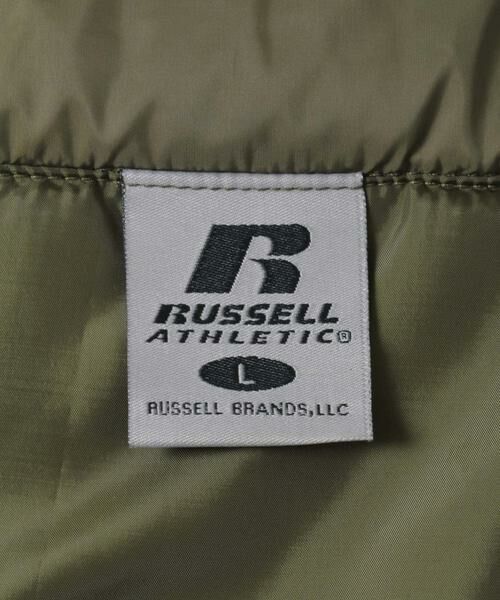 R
RUSSELL
ATHLETIC®
L
RUSSELL BRANDS,LLC